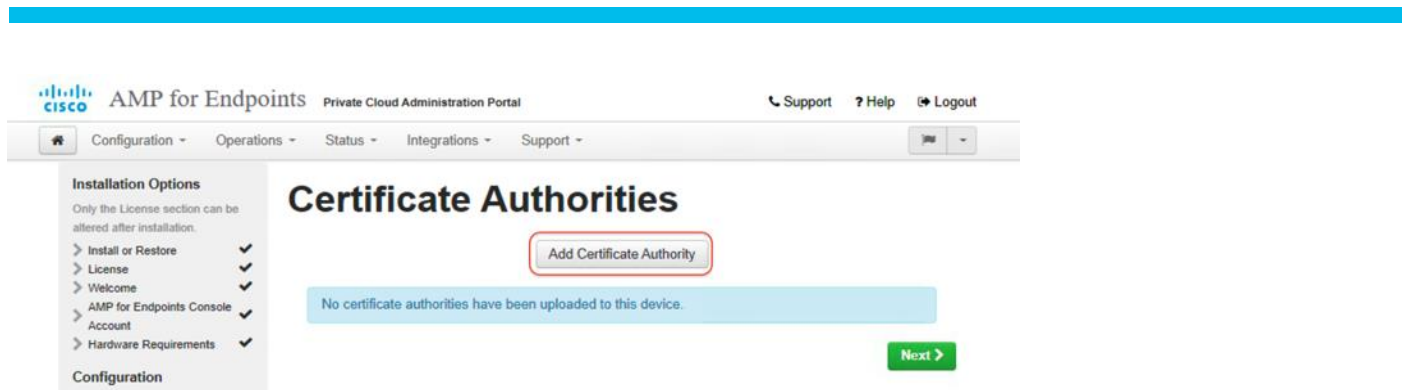 CISCO AMP for Endpoints Private Cloud Administration Portal Support ? Help Logout
Configuration Operations Status Integrations Support
Installation Options
Only the License section can be
altered after installation.
Install or Restore
License
Welcome
AMP for Endpoints Console
Account
Hardware Requirements
Configuration
Certificate Authorities
Add Certificate Authority
No certificate authorities have been uploaded to this device.
Next